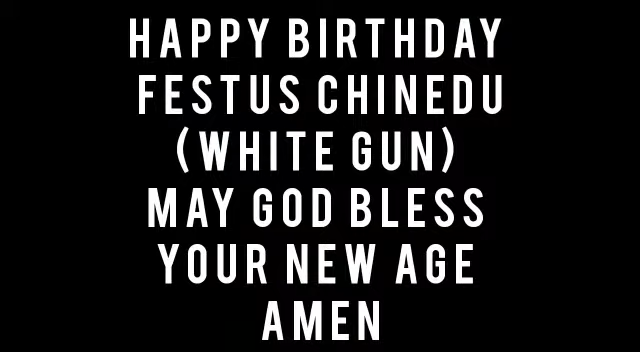 HAPPY BIRTHDAY
FESTUS CHINEDU
(WHITE GUN)
MAY GOD BLESS
YOUR NEW AGE
AMEN